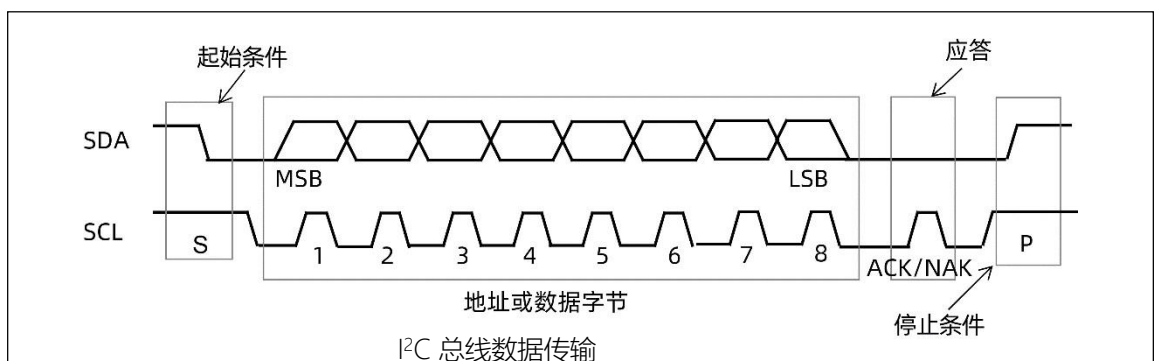 起始条件
应答
SDA
MSB
LSB
SCL
S
1 2 3 4 5 6 7 8
ACK/NAK
P
地址或数据字节
停止条件
I²C 总线数据传输